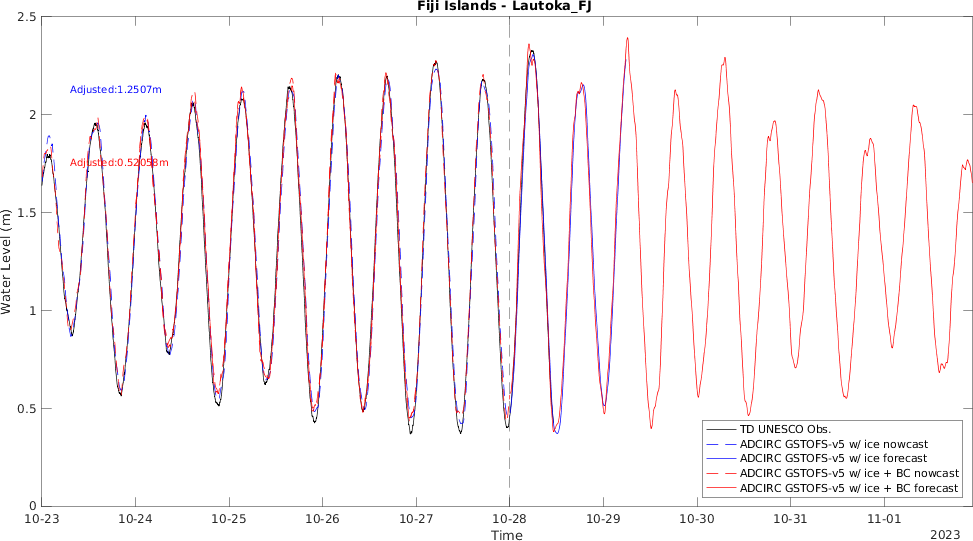 Fiji Islands - Lautoka_FJ
2.5
2
1.5
1
0.5
0
Water Level (m)
Adjusted:1.2507m
Adjusted:0.52058m
TD UNESCO Obs.
ADCIRC GSTOFS-v5 w/ ice nowcast
ADCIRC GSTOFS-v5 w/ ice forecast
ADCIRC GSTOFS-v5 w/ ice + BC nowcast
ADCIRC GSTOFS-v5 w/ ice + BC forecast
10-23 10-24 10-25 10-26 10-27 10-28 10-29 10-30 10-31 11-01
Time
2023